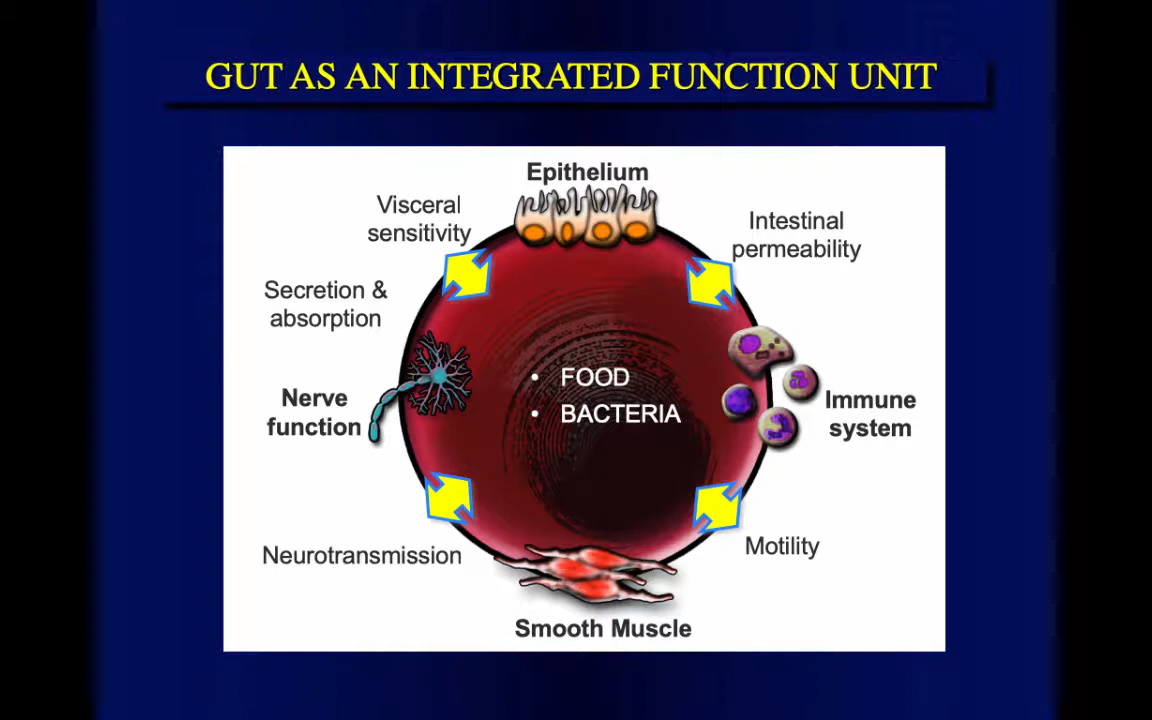 GUT AS AN INTEGRATED FUNCTION UNIT
Epithelium
Visceral
sensitivity
Intestinal
permeability
Secretion &
absorption
• FOOD
• BACTERIA
Nerve
function
Immune
system
Neurotransmission
Motility
Smooth Muscle